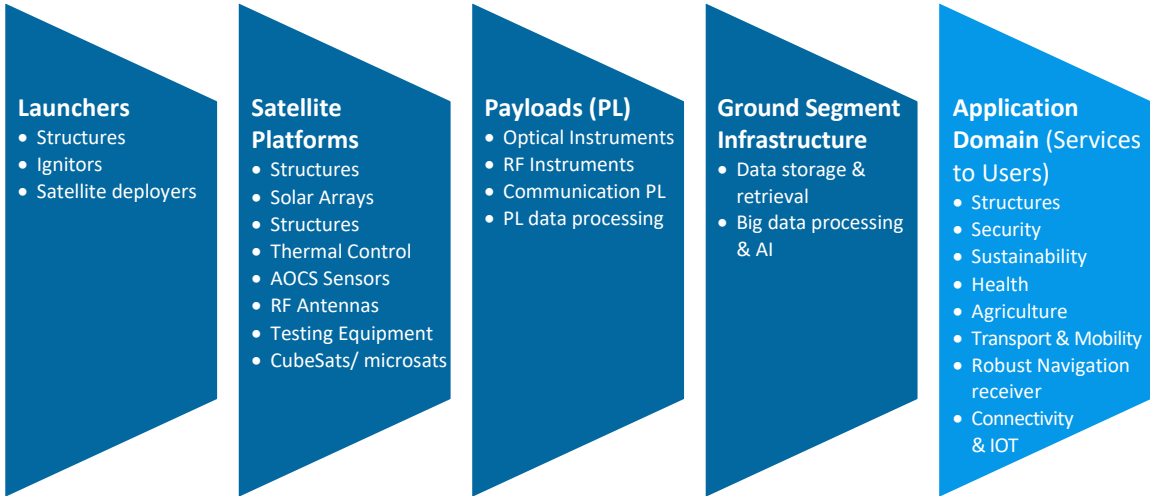 Launchers
• Structures
• Ignitors
• Satellite deployers
Satellite
Platforms
• Structures
• Solar Arrays
• Structures
• Thermal Control
• AOCS Sensors
• RF Antennas
• Testing Equipment
• CubeSats/ microsats
Payloads (PL)
• Optical Instruments
• RF Instruments
• Communication PL
• PL data processing
Ground Segment
Infrastructure
• Data storage &
retrieval
• Big data processing
& AI
Application
Domain (Services
to Users)
• Structures
• Security
• Sustainability
• Health
• Agriculture
• Transport & Mobility
• Robust Navigation
receiver
• Connectivity
& IOT